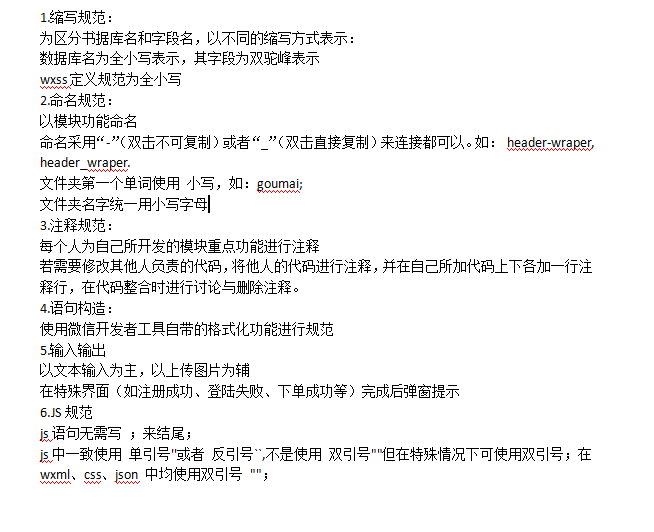 1.缩写规范：
为区分书据库名和字段名，以不同的缩写方式表示：
数据库名为全小写表示，其字段为双驼峰表示
wxss定义规范为全小写
2.命名规范：
以模块功能命名
命名采用“-”（双击不可复制）或者“_”（双击直接复制）来连接都可以。如： header-wraper,
header_wraper.
文件夹第一个单词使用 小写，如：goumai;
文件夹名字统一用小写字母
3.注释规范：
每个人为自己所开发的模块重点功能进行注释
若需要修改其他人负责的代码，将他人的代码进行注释，并在自己所加代码上下各加一行注
释行，在代码整合时进行讨论与删除注释。
4.语句构造：
使用微信开发者工具自带的格式化功能进行规范
5.输入输出
以文本输入为主，以上传图片为辅
在特殊界面（如注册成功、登陆失败、下单成功等）完成后弹窗提示
6.JS 规范
js语句无需写 ；来结尾；
js中一致使用 单引号''或者 反引号``,不是使用 双引号""但在特殊情况下可使用双引号；在
wxml、css、json 中均使用双引号 ""；